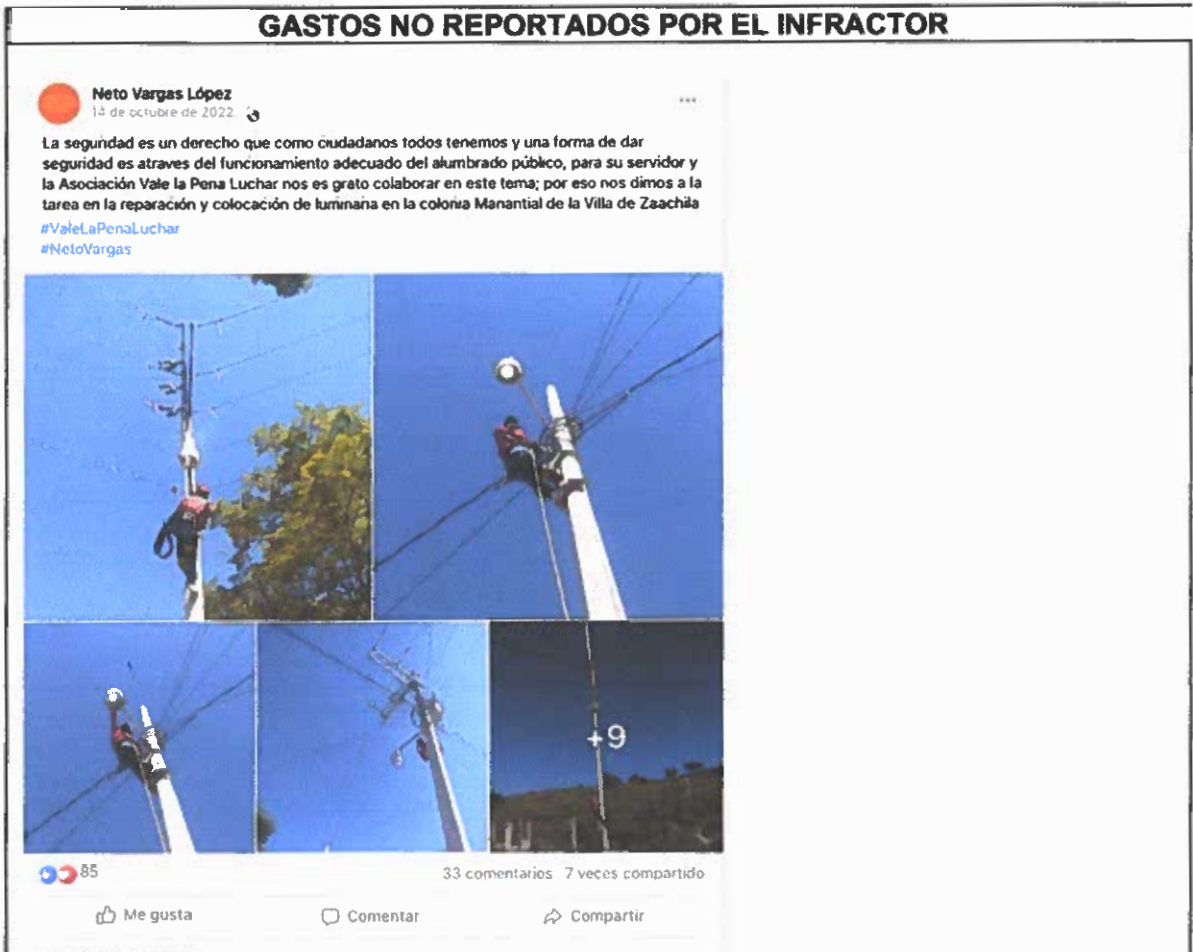 GASTOS NO REPORTADOS POR EL INFRACTOR
Neto Vargas López
14 de octubre de 2022
La seguridad es un derecho que como ciudadanos todos tenemos y una forma de dar
seguridad es atraves del funcionamiento adecuado del alumbrado público, para su servidor y
la Asociación Vale la Pena Luchar nos es grato colaborar en este tema; por eso nos dimos a la
tarea en la reparación y colocación de luminaria en la colonia Manantial de la Villa de Zaachila
#ValeLaPenaLuchar
#NetoVargas
+9
85
33 comentarios 7 veces compartido
Me gusta
Comentar
Compartir